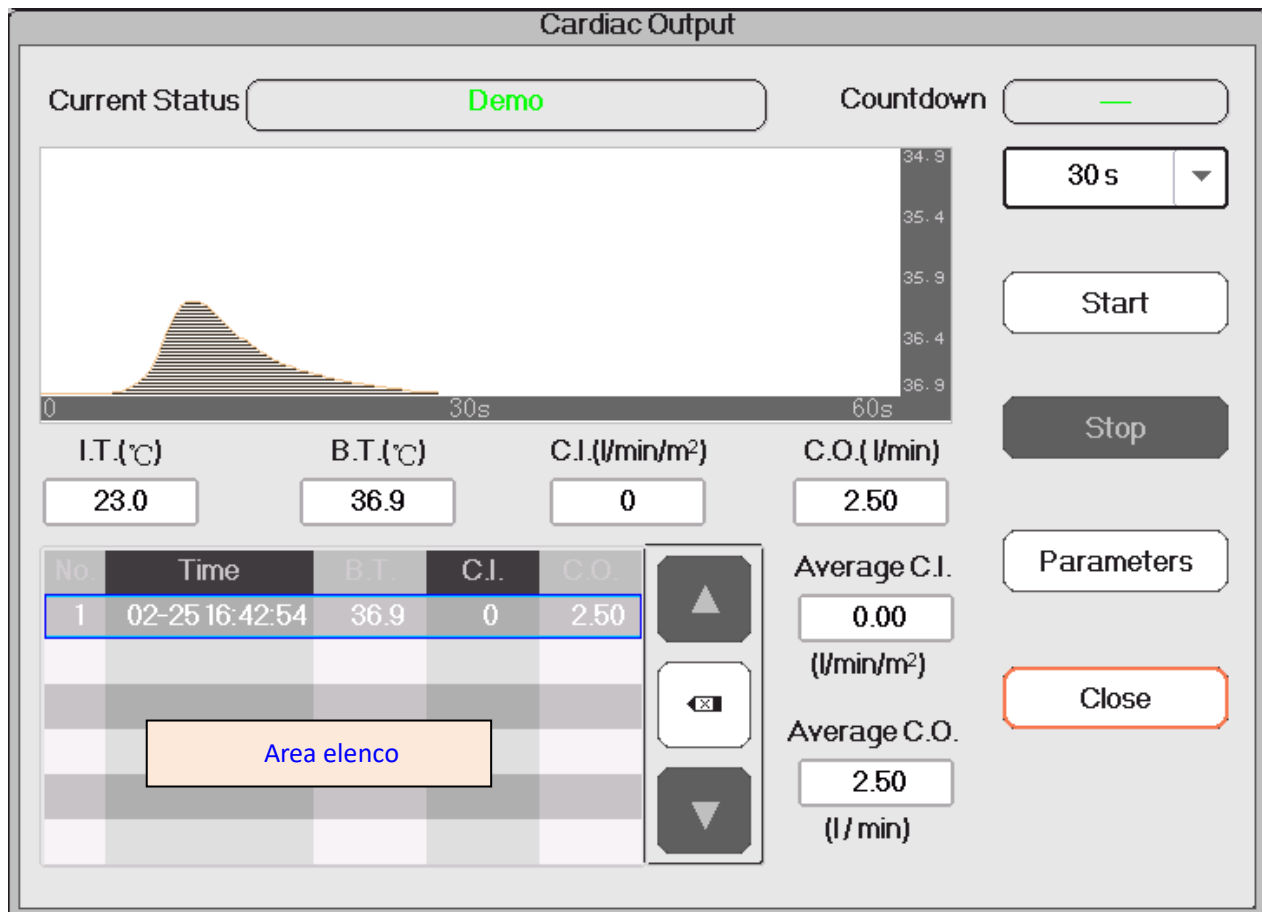 Cardiac Output
Current Status Demo Countdown —
30 s
34.9
35.4
35.9
36.4
36.9
0 30s 60s
Start
Stop
I.T.(℃) B.T.(℃) C.I.(l/min/m²) C.O.( l/min)
23.0 36.9 0 2.50
No. Time B.T. C.I. C.O.
1 02-25 16:42:54 36.9 0 2.50
Area elenco
Average C.I.
0.00
(l/min/m²)
Average C.O.
2.50
(l / min)
Parameters
Close